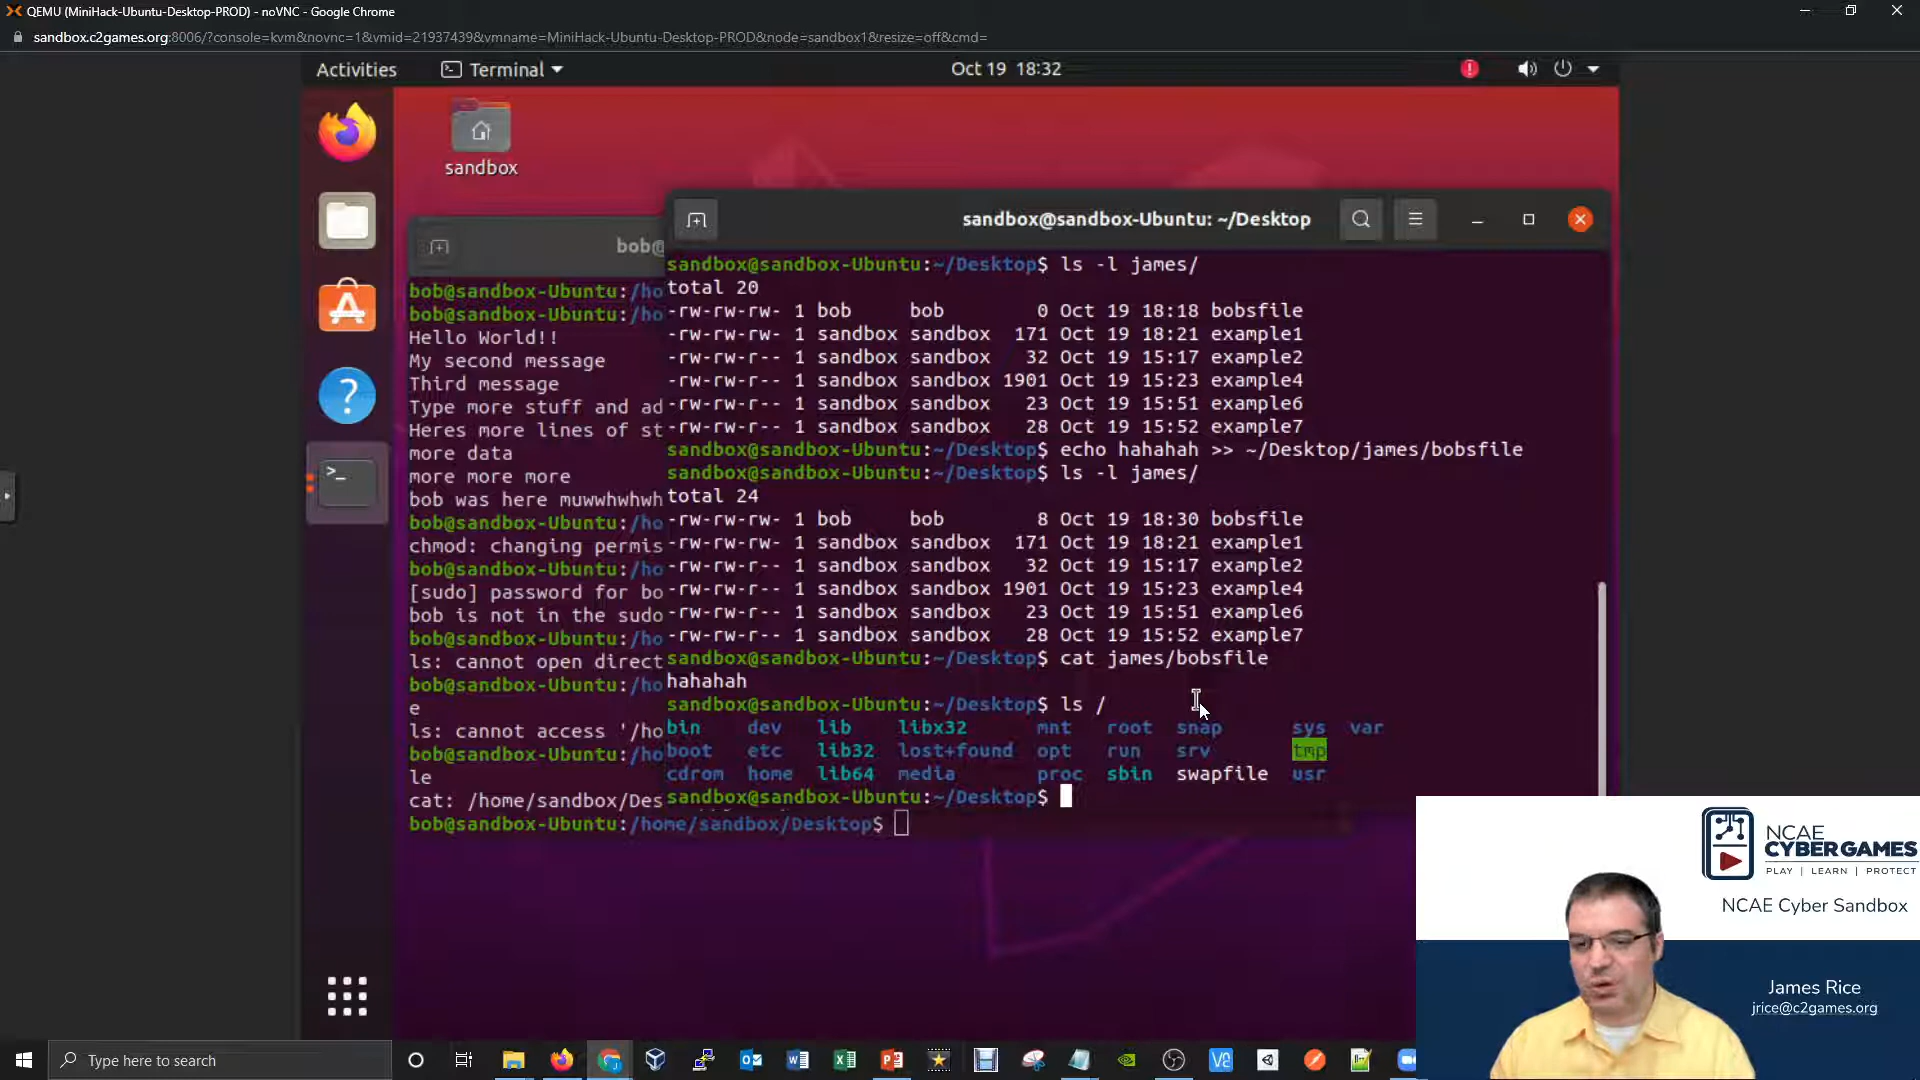 QEMU (MiniHack-Ubuntu-Desktop-PROD) - noVNC - Google Chrome
sandbox.c2games.org:8006/?console=kvm&novnc=1&vmid=21937439&vmname=MiniHack-Ubuntu-Desktop-PROD&node=sandbox1&resize=off&cmd=
Activities Terminal Oct 19 18:32
sandbox
bob@
bob@sandbox-Ubuntu:/ho
bob@sandbox-Ubuntu:/ho
Hello World!!
My second message
Third message
Type more stuff and ad
Heres more lines of st
more data
more more more
bob was here muwwhwhwh
bob@sandbox-Ubuntu:/ho
chmod: changing permis
bob@sandbox-Ubuntu:/ho
[sudo] password for bo
bob is not in the sudo
bob@sandbox-Ubuntu:/ho
ls: cannot open direct
bob@sandbox-Ubuntu:/ho
e
ls: cannot access '/ho
bob@sandbox-Ubuntu:/ho
le
cat: /home/sandbox/Des
bob@sandbox-Ubuntu:/home/sandbox/Desktop$
sandbox@sandbox-Ubuntu: ~/Desktop
sandbox@sandbox-Ubuntu:~/Desktop$ ls -l james/
total 20
-rw-rw-rw- 1 bob bob 0 Oct 19 18:18 bobsfile
-rw-rw-rw- 1 sandbox sandbox 171 Oct 19 18:21 example1
-rw-rw-r-- 1 sandbox sandbox 32 Oct 19 15:17 example2
-rw-rw-r-- 1 sandbox sandbox 1901 Oct 19 15:23 example4
-rw-rw-r-- 1 sandbox sandbox 23 Oct 19 15:51 example6
-rw-rw-r-- 1 sandbox sandbox 28 Oct 19 15:52 example7
sandbox@sandbox-Ubuntu:~/Desktop$ echo hahahah >> ~/Desktop/james/bobsfile
sandbox@sandbox-Ubuntu:~/Desktop$ ls -l james/
total 24
-rw-rw-rw- 1 bob bob 8 Oct 19 18:30 bobsfile
-rw-rw-rw- 1 sandbox sandbox 171 Oct 19 18:21 example1
-rw-rw-r-- 1 sandbox sandbox 32 Oct 19 15:17 example2
-rw-rw-r-- 1 sandbox sandbox 1901 Oct 19 15:23 example4
-rw-rw-r-- 1 sandbox sandbox 23 Oct 19 15:51 example6
-rw-rw-r-- 1 sandbox sandbox 28 Oct 19 15:52 example7
sandbox@sandbox-Ubuntu:~/Desktop$ cat james/bobsfile
hahahah
sandbox@sandbox-Ubuntu:~/Desktop$ ls /
bin dev lib libx32 mnt root snap sys var
boot etc lib32 lost+found opt run srv tmp
cdrom home lib64 media proc sbin swapfile usr
sandbox@sandbox-Ubuntu:~/Desktop$
NCAE
CYBERGAMES
PLAY | LEARN | PROTECT
NCAE Cyber Sandbox
James Rice
jrice@c2games.org
Type here to search